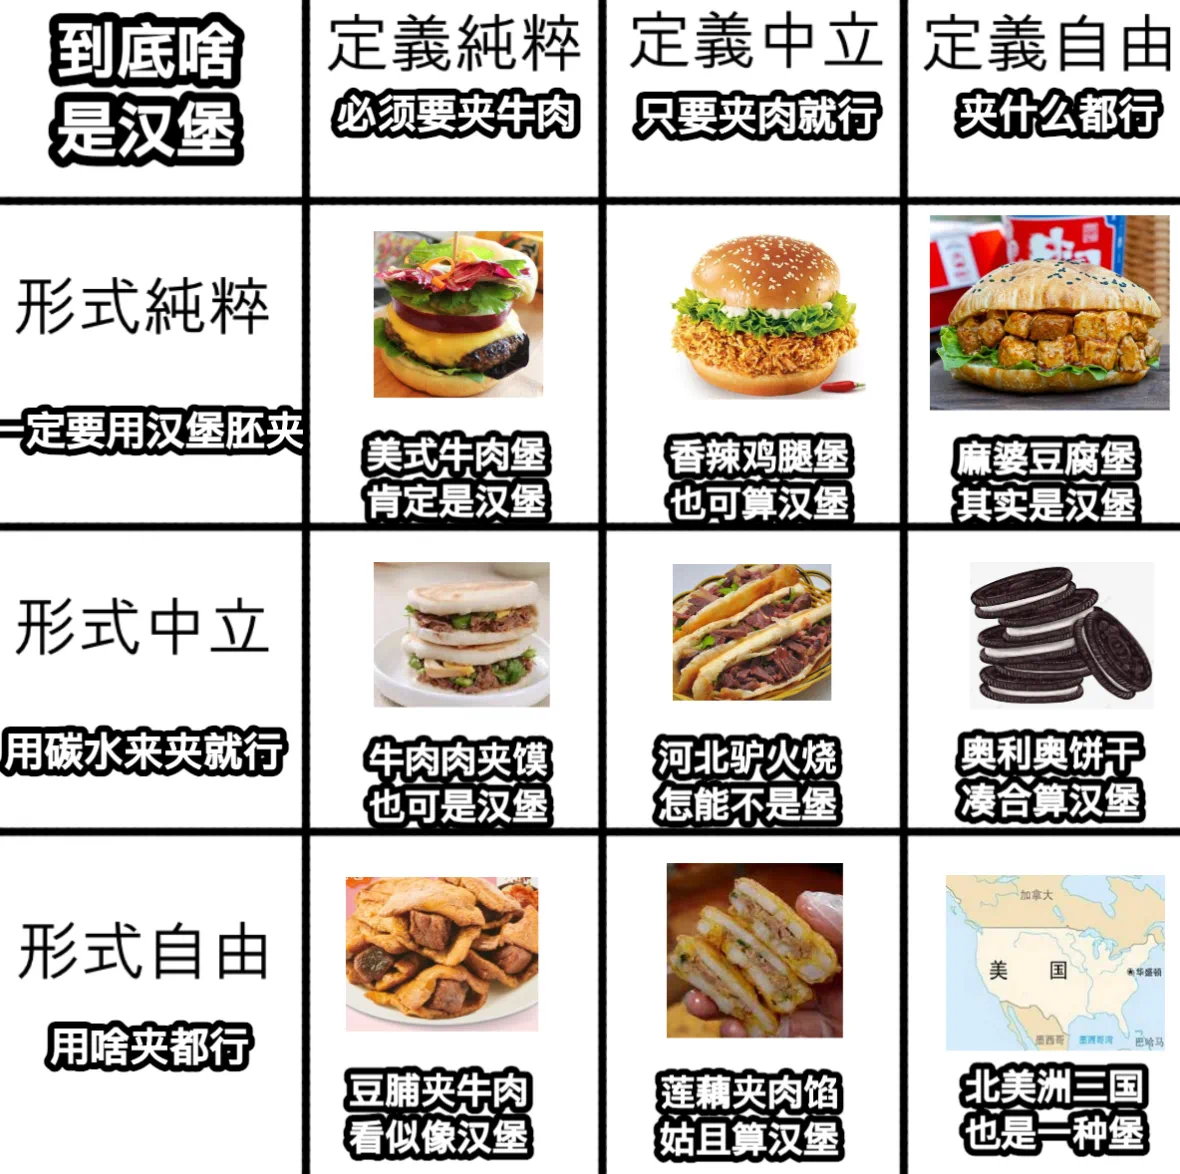 到底啥
是汉堡
定義純粹
必须要夹牛肉
定義中立
只要夹肉就行
定義自由
夹什么都行
形式純粹
一定要用汉堡胚夹
美式牛肉堡
肯定是汉堡
香辣鸡腿堡
也可算汉堡
麻婆豆腐堡
其实是汉堡
形式中立
用碳水来夹就行
牛肉肉夹馍
也可是汉堡
河北驴火烧
怎能不是堡
奥利奥饼干
凑合算汉堡
形式自由
用啥夹都行
豆脯夹牛肉
看似像汉堡
莲藕夹肉馅
姑且算汉堡
加拿大
美国
华盛顿
墨西哥
墨西哥湾
巴哈马
北美洲三国
也是一种堡